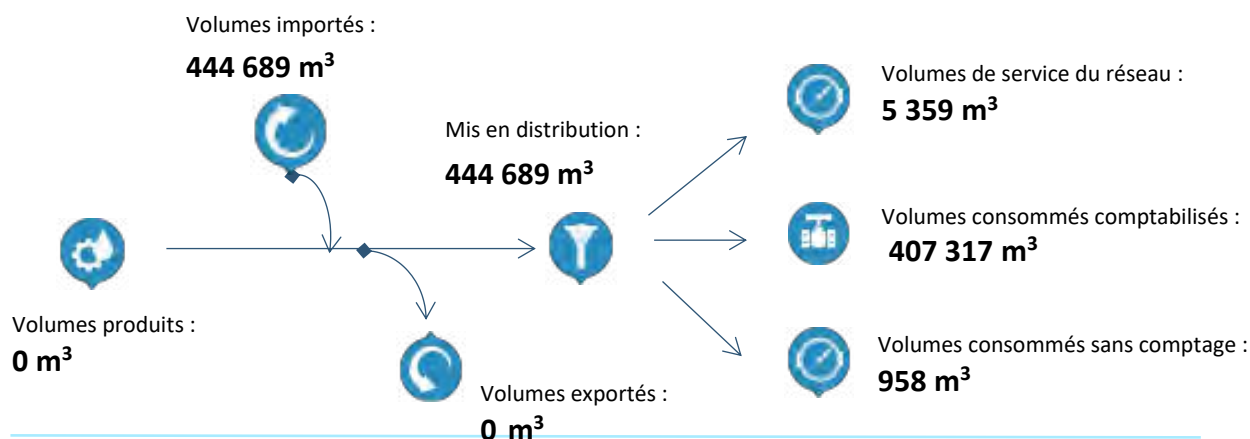 Volumes importés :
444 689 m³
Volumes de service du réseau :
5 359 m³
Mis en distribution :
444 689 m³
Volumes consommés comptabilisés :
407 317 m³
Volumes produits :
0 m³
Volumes consommés sans comptage :
958 m³
Volumes exportés :
0 m³